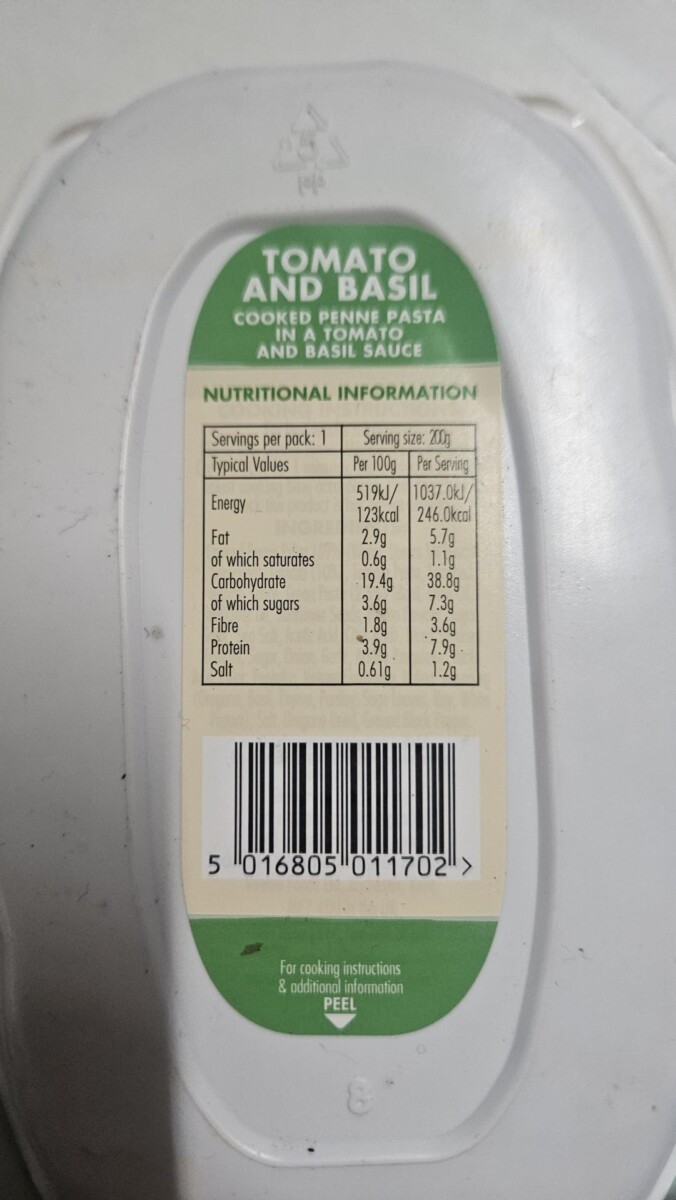 TOMATO
AND BASIL
COOKED PENNE PASTA
IN A TOMATO
AND BASIL SAUCE
NUTRITIONAL INFORMATION
Servings per pack: 1 Serving size: 200g
Typical Values Per 100g Per Serving
Energy 519kJ/ 1037.0kJ/
123kcal 246.0kcal
Fat 2.9g 5.7g
of which saturates 0.6g 1.1g
Carbohydrate 19.4g 38.8g
of which sugars 3.6g 7.3g
Fibre 1.8g 3.6g
Protein 3.9g 7.9g
Salt 0.61g 1.2g
5 016805 011702 >
For cooking instructions
& additional information
PEEL
8